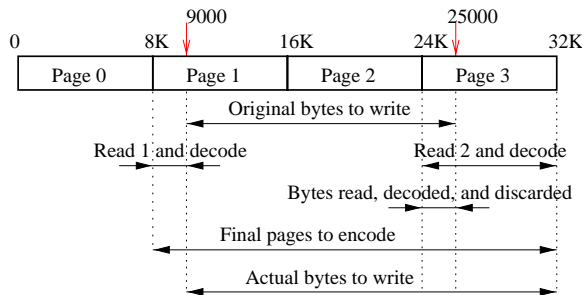 9000 25000
0 8K 16K 24K 32K
Page 0 Page 1 Page 2 Page 3
Original bytes to write
Read 1 and decode Read 2 and decode
Bytes read, decoded, and discarded
Final pages to encode
Actual bytes to write